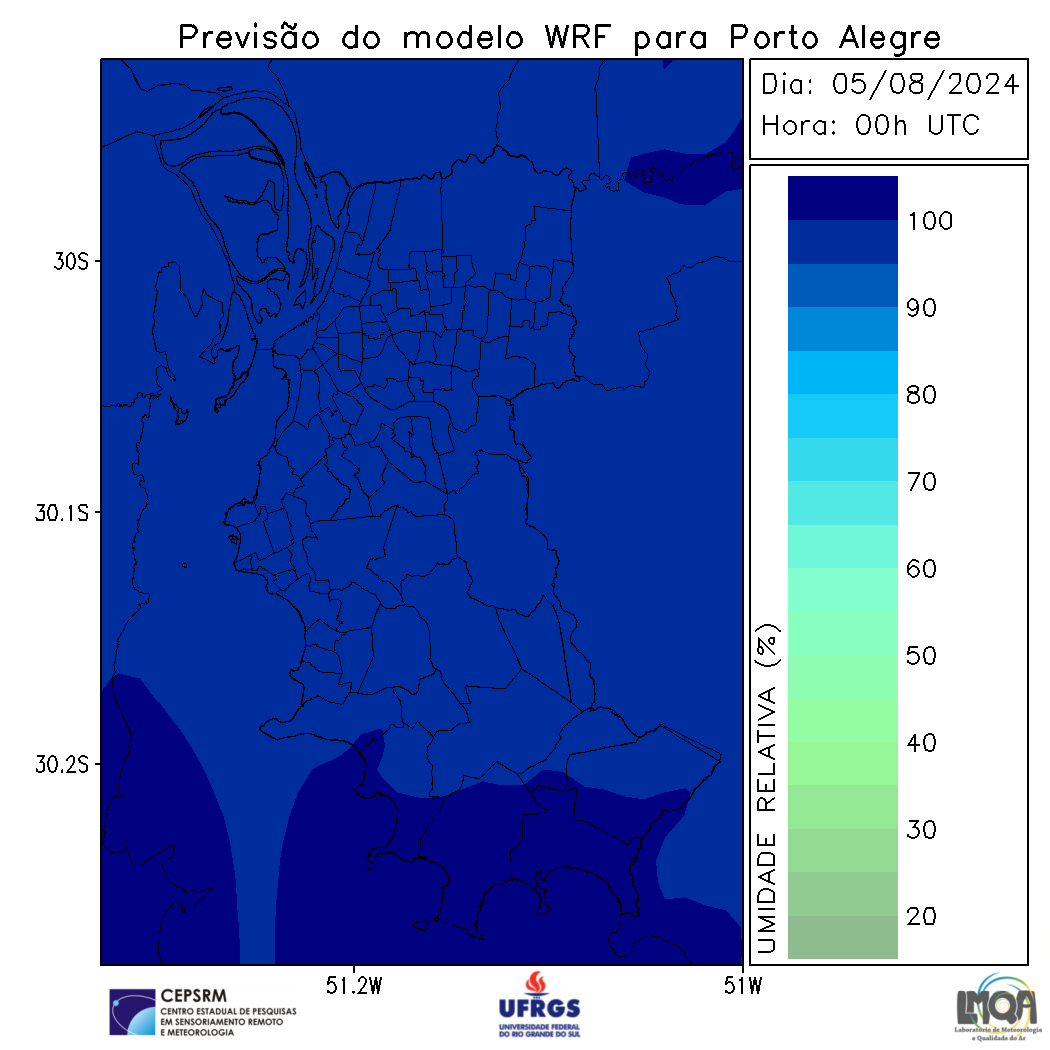 Previsão do modelo WRF para Porto Alegre
Dia: 05/08/2024
Hora: 00h UTC
30S
30.1S
30.2S
51.2W
51W
100
90
80
70
60
50
40
30
20
UMIDADE RELATIVA (%)
CEPSRM
CENTRO ESTADUAL DE PESQUISAS
EM SENSORIAMENTO REMOTO
E METEOROLOGIA
UFRGS
UNIVERSIDADE FEDERAL
DO RIO GRANDE DO SUL
LMQA
Laboratório de Meteorologia
e Qualidade do Ar